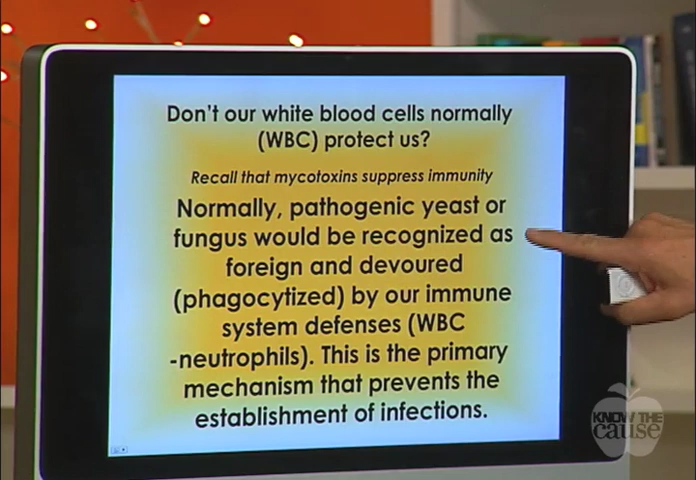 Don't our white blood cells normally
(WBC) protect us?
Recall that mycotoxins suppress immunity
Normally, pathogenic yeast or
fungus would be recognized as
foreign and devoured
(phagocytized) by our immune
system defenses (WBC
-neutrophils). This is the primary
mechanism that prevents the
establishment of infections.
KNOW THE
cause